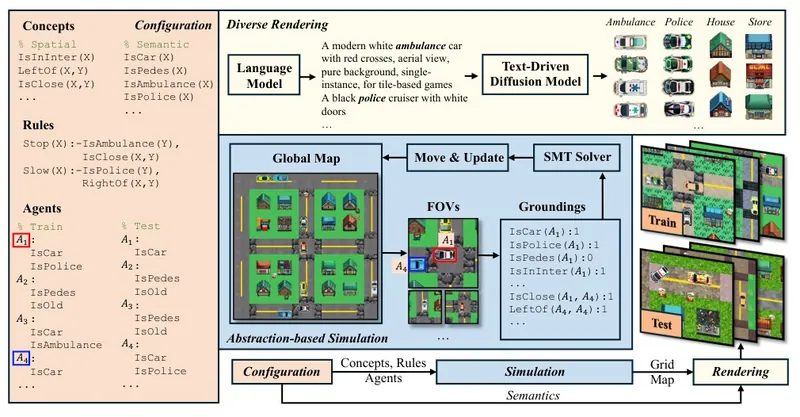 Concepts
Configuration
% Spatial
% Semantic
IsInInter(X)
IsCar(X)
LeftOf(X,Y)
IsPedes(X)
IsClose(X,Y)
IsAmbulance(X)
...
IsPolice(X)
...
Rules
Stop(X):-IsAmbulance(Y),
IsClose(X,Y)
Slow(X):-IsPolice(Y),
RightOf(X,Y)
Agents
% Train
A1:
IsCar
IsPolice
A2:
IsPedes
IsOld
A3:
IsCar
IsAmbulance
A4:
IsCar
...
% Test
A1:
IsCar
A2:
IsPedes
IsOld
A3:
IsPedes
IsOld
A4:
IsCar
IsPolice
...
Diverse Rendering
Language
Model
A modern white ambulance car
with red crosses, aerial view,
pure background, single-
instance, for tile-based games
A black police cruiser with white
doors
...
Text-Driven
Diffusion Model
Ambulance Police House Store
...
Global Map
Move & Update
SMT Solver
FOVs
A1
A4
...
Groundings
IsCar(A1):1
IsPolice(A1):1
IsPedes(A1):0
IsInInter(A1):1
...
IsClose(A1, A4):1
LeftOf(A4, A4):1
...
Abstraction-based Simulation
Train
Test
Configuration
Concepts, Rules
Agents
Simulation
Grid
Map
Rendering
Semantics